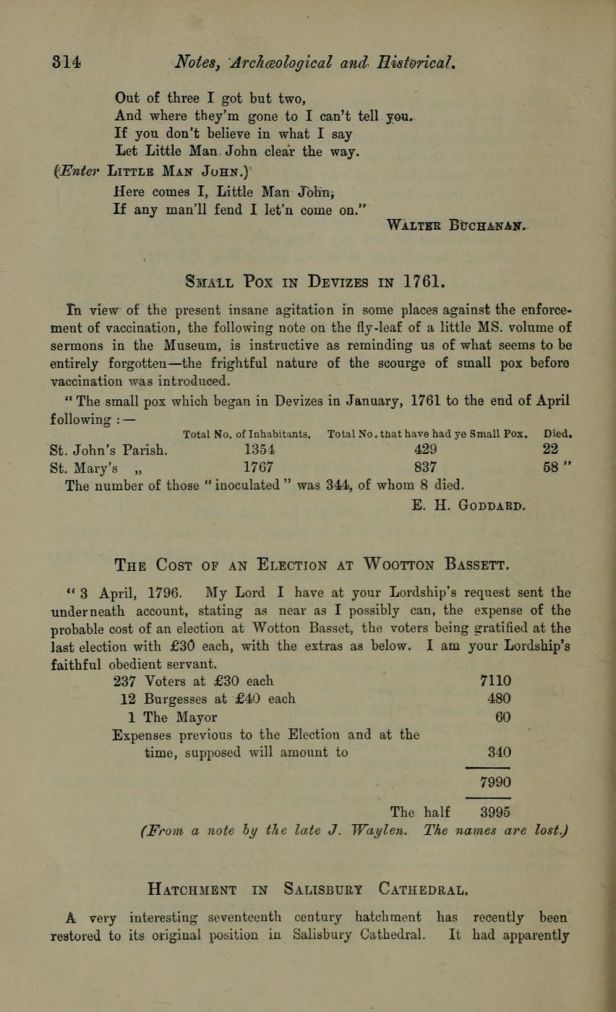 314 Notes, Archæological and Historical.
Out of three I got but two,
And where they'm gone to I can't tell you.
If you don't believe in what I say
Let Little Man John clear the way.
(Enter LITTLE MAN JOHN.)
Here comes I, Little Man John,
If any man'll fend I let'n come on."
WALTER BUCHANAN.
SMALL POX IN DEVIZES IN 1761.
In view of the present insane agitation in some places against the enforce-
ment of vaccination, the following note on the fly-leaf of a little MS. volume of
sermons in the Museum, is instructive as reminding us of what seems to be
entirely forgotten—the frightful nature of the scourge of small pox before
vaccination was introduced.
"The small pox which began in Devizes in January, 1761 to the end of April
following :—
Total No. of Inhabitants. Total No. that have had ye Small Pox. Died.
St. John's Parish. 1354 429 22
St. Mary's „ 1767 837 58"
The number of those "inoculated" was 344, of whom 8 died.
E. H. GODDARD.
THE COST OF AN ELECTION AT WOOTTON BASSETT.
"3 April, 1796. My Lord I have at your Lordship's request sent the
underneath account, stating as near as I possibly can, the expense of the
probable cost of an election at Wotton Basset, the voters being gratified at the
last election with £30 each, with the extras as below. I am your Lordship's
faithful obedient servant.
237 Voters at £30 each 7110
12 Burgesses at £40 each 480
1 The Mayor 60
Expenses previous to the Election and at the
time, supposed will amount to 340
7990
The half 3995
(From a note by the late J. Waylen. The names are lost.)
HATCHMENT IN SALISBURY CATHEDRAL.
A very interesting seventeenth century hatchment has recently been
restored to its original position in Salisbury Cathedral. It had apparently